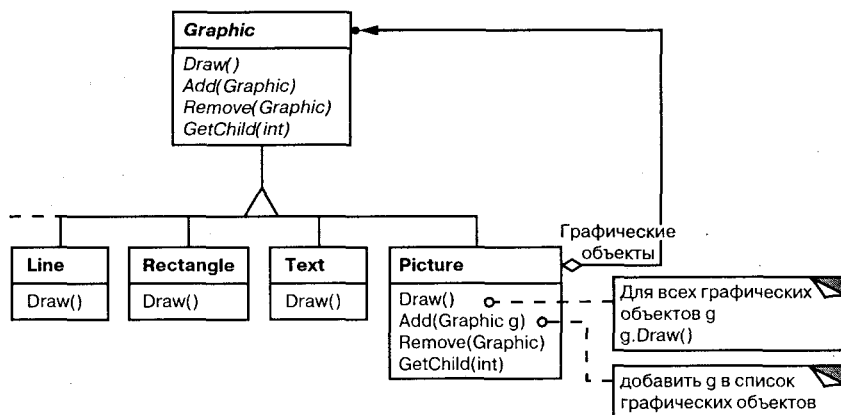 Graphic
Draw()
Add(Graphic)
Remove(Graphic)
GetChild(int)
Line
Draw()
Rectangle
Draw()
Text
Draw()
Picture
Draw()
Add(Graphic g)
Remove(Graphic)
GetChild(int)
Графические
объекты
Для всех графических
объектов g
g.Draw()
добавить g в список
графических объектов